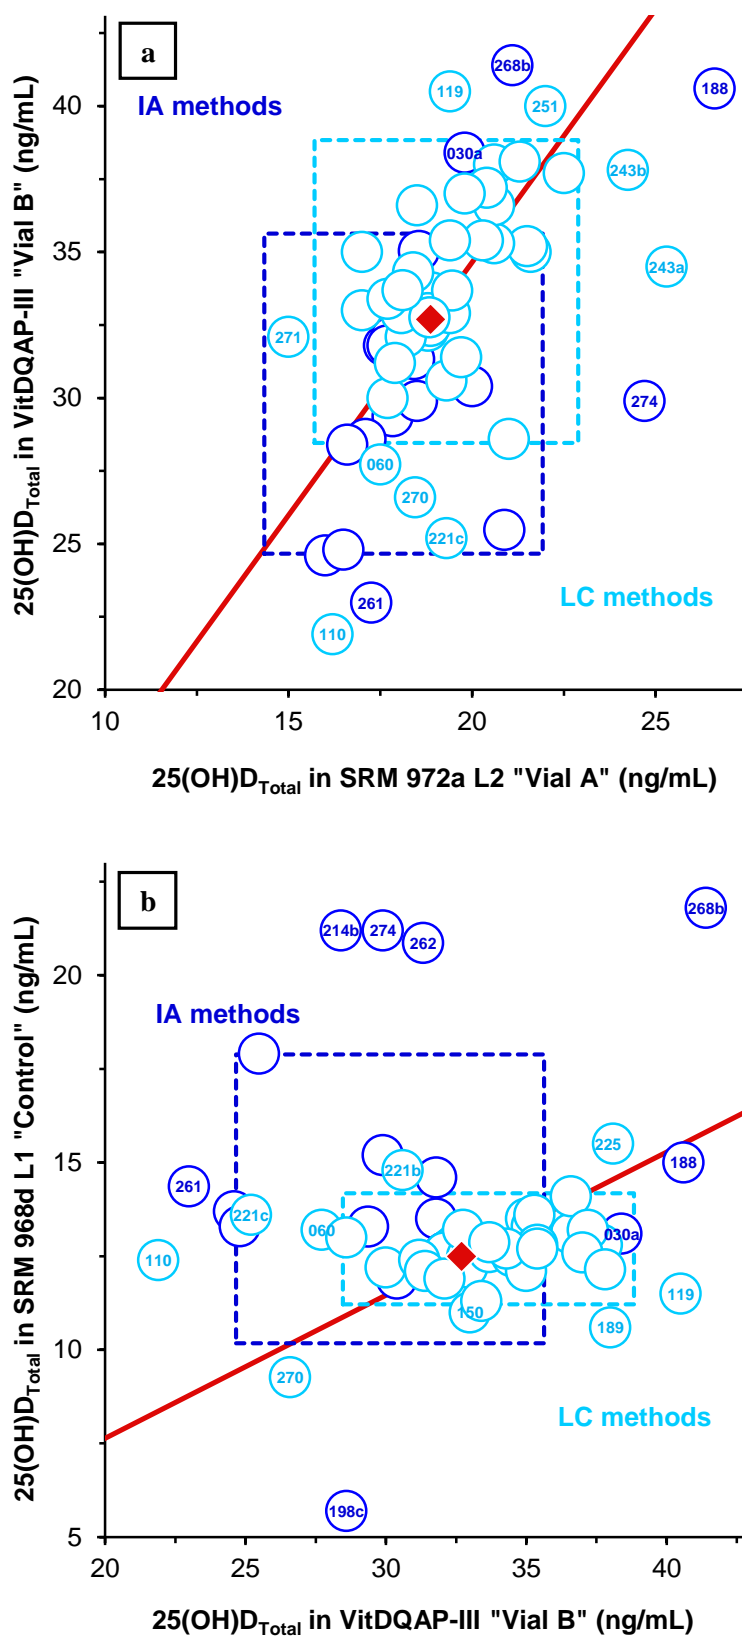 a
IA methods
268b
119
251
188
030a
243b
243a
271
274
060
270
221c
LC methods
261
110
40
35
30
25
20
10
15
20
25
25(OH)D_Total in VitDQAP-III "Vial B" (ng/mL)
25(OH)D_Total in SRM 972a L2 "Vial A" (ng/mL)
b
268b
214b
274
262
IA methods
225
188
221b
261
221c
060
030a
110
150
119
189
270
LC methods
198c
20
15
10
5
20
25
30
35
40
25(OH)D_Total in SRM 968d L1 "Control" (ng/mL)
25(OH)D_Total in VitDQAP-III "Vial B" (ng/mL)